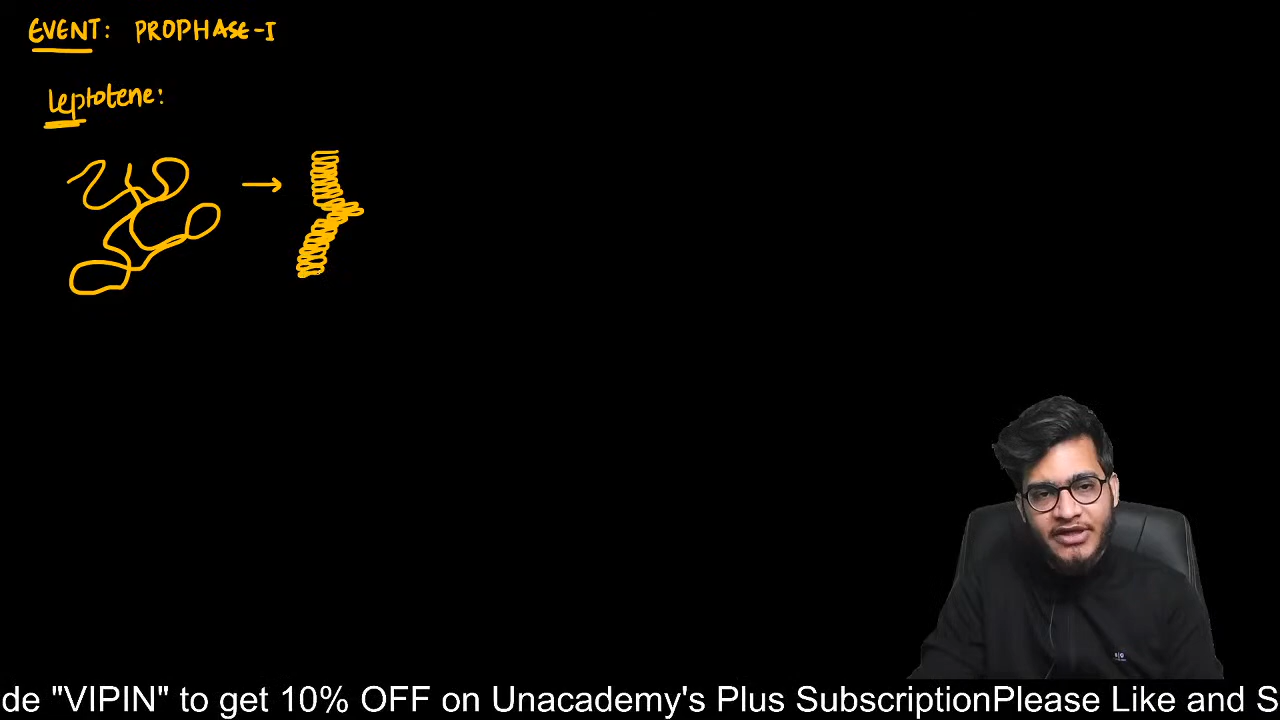 EVENT: PROPHASE-I
Leptotene:
de "VIPIN" to get 10% OFF on Unacademy's Plus SubscriptionPlease Like and S